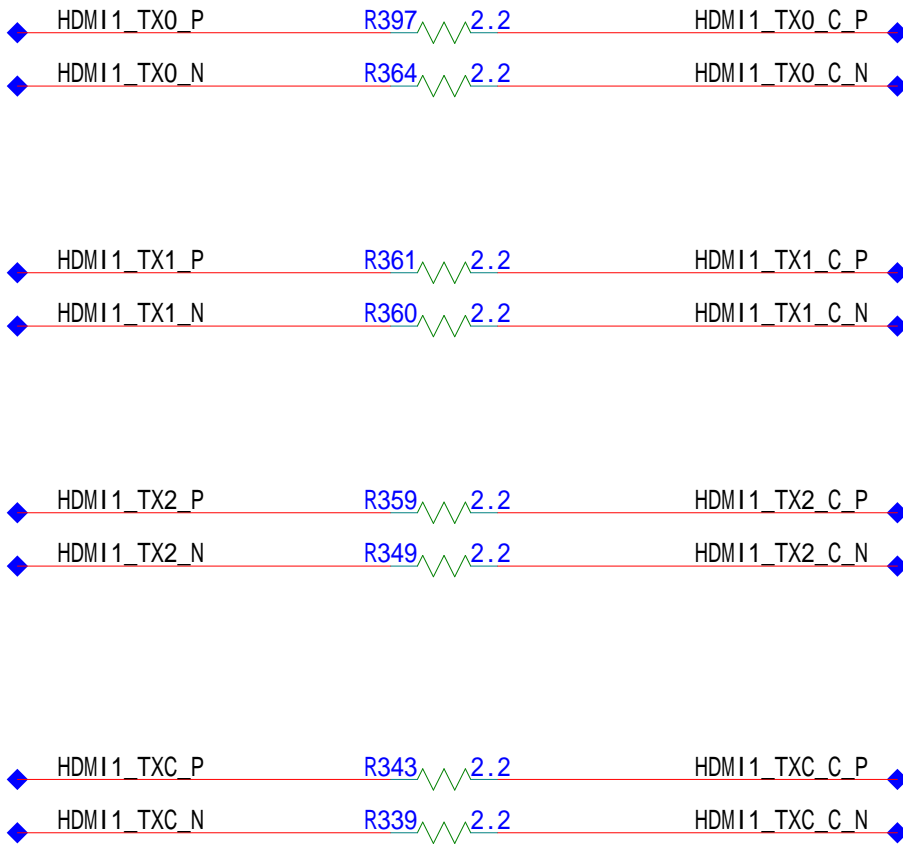 HDMI1_TX0_P R397 2.2 HDMI1_TX0_C_P
HDMI1_TX0_N R364 2.2 HDMI1_TX0_C_N
HDMI1_TX1_P R361 2.2 HDMI1_TX1_C_P
HDMI1_TX1_N R360 2.2 HDMI1_TX1_C_N
HDMI1_TX2_P R359 2.2 HDMI1_TX2_C_P
HDMI1_TX2_N R349 2.2 HDMI1_TX2_C_N
HDMI1_TXC_P R343 2.2 HDMI1_TXC_C_P
HDMI1_TXC_N R339 2.2 HDMI1_TXC_C_N